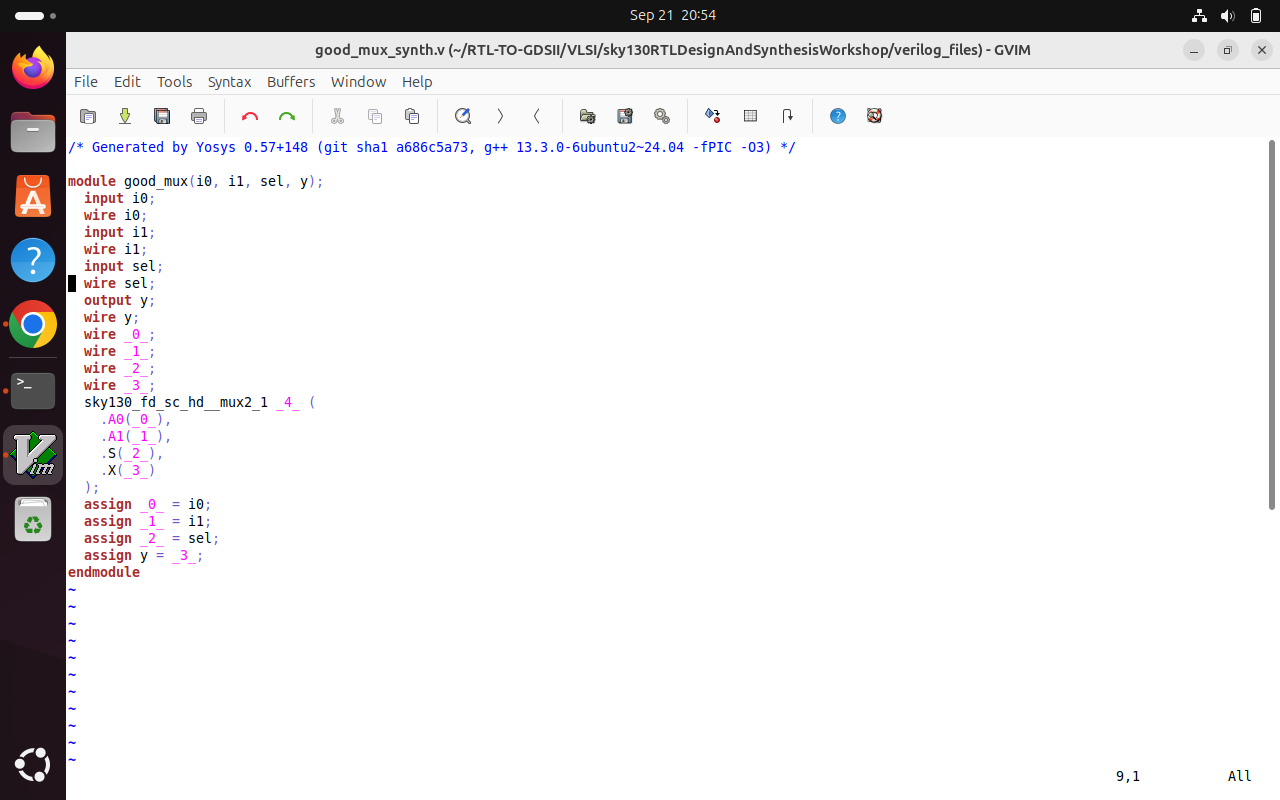 Sep 21 20:54
good_mux_synth.v (~/RTL-TO-GDSII/VLSI/sky130RTLDesignAndSynthesisWorkshop/verilog_files) - GVIM
File Edit Tools Syntax Buffers Window Help
/* Generated by Yosys 0.57+148 (git sha1 a686c5a73, g++ 13.3.0-6ubuntu2~24.04 -fPIC -O3) */
module good_mux(i0, i1, sel, y);
  input i0;
  wire i0;
  input i1;
  wire i1;
  input sel;
  wire sel;
  output y;
  wire y;
  wire _0_;
  wire _1_;
  wire _2_;
  wire _3_;
  sky130_fd_sc_hd__mux2_1 _4_ (
    .A0(_0_),
    .A1(_1_),
    .S(_2_),
    .X(_3_)
  );
  assign _0_ = i0;
  assign _1_ = i1;
  assign _2_ = sel;
  assign y = _3_;
endmodule
~
~
~
~
~
~
~
~
~
~
~
9,1 All